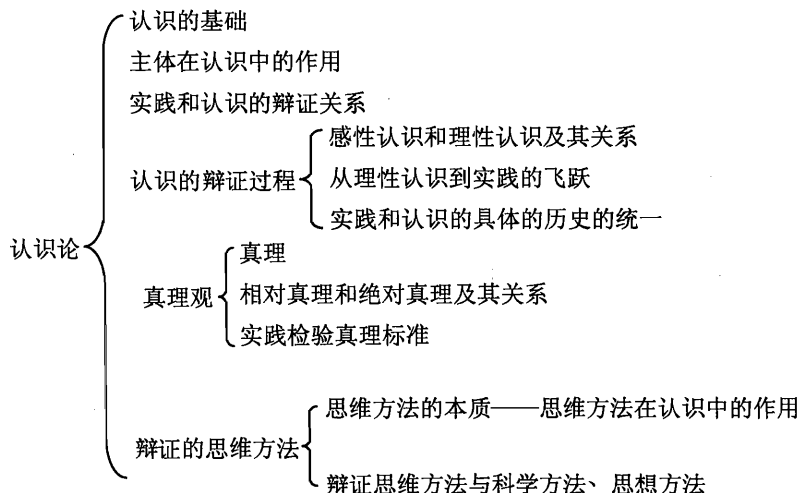 认识的基础
主体在认识中的作用
实践和认识的辩证关系
感性认识和理性认识及其关系
认识的辩证过程
从理性认识到实践的飞跃
实践和认识的具体的历史的统一
认识论
真理
真理观
相对真理和绝对真理及其关系
实践检验真理标准
思维方法的本质——思维方法在认识中的作用
辩证的思维方法
辩证思维方法与科学方法、思想方法